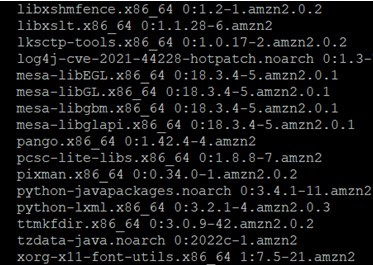 libxshmfence.x86_64 0:1.2-1.amzn2.0.2
libxslt.x86_64 0:1.1.28-6.amzn2
lksctp-tools.x86_64 0:1.0.17-2.amzn2.0.2
log4j-cve-2021-44228-hotpatch.noarch 0:1.3-
mesa-libEGL.x86_64 0:18.3.4-5.amzn2.0.1
mesa-libGL.x86_64 0:18.3.4-5.amzn2.0.1
mesa-libgbm.x86_64 0:18.3.4-5.amzn2.0.1
mesa-libglapi.x86_64 0:18.3.4-5.amzn2.0.1
pango.x86_64 0:1.42.4-4.amzn2
pcsc-lite-libs.x86_64 0:1.8.8-7.amzn2
pixman.x86_64 0:0.34.0-1.amzn2.0.2
python-javapackages.noarch 0:3.4.1-11.amzn2
python-lxml.x86_64 0:3.2.1-4.amzn2.0.3
ttmkfdir.x86_64 0:3.0.9-42.amzn2.0.2
tzdata-java.noarch 0:2022c-1.amzn2
xorg-x11-font-utils.x86_64 1:7.5-21.amzn2